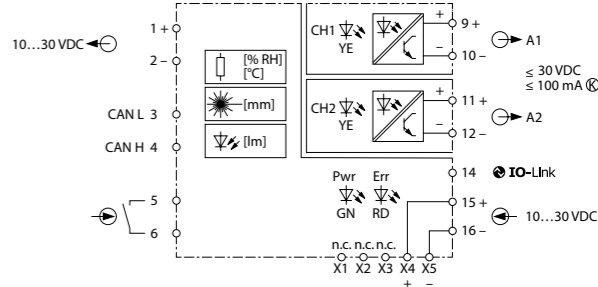 1 +
10…30 VDC
2 –
CAN L 3
CAN H 4
5
6
[% RH]
[°C]
[mm]
[lm]
CH1
YE
+
–
9 +
10 –
A1
≤ 30 VDC
≤ 100 mA Ⓚ
CH2
YE
+
–
11 +
12 –
A2
14
IO-Link
Pwr Err
GN RD
15 +
10…30 VDC
16 –
n.c. n.c. n.c.
X1 X2 X3 X4 X5
+ –